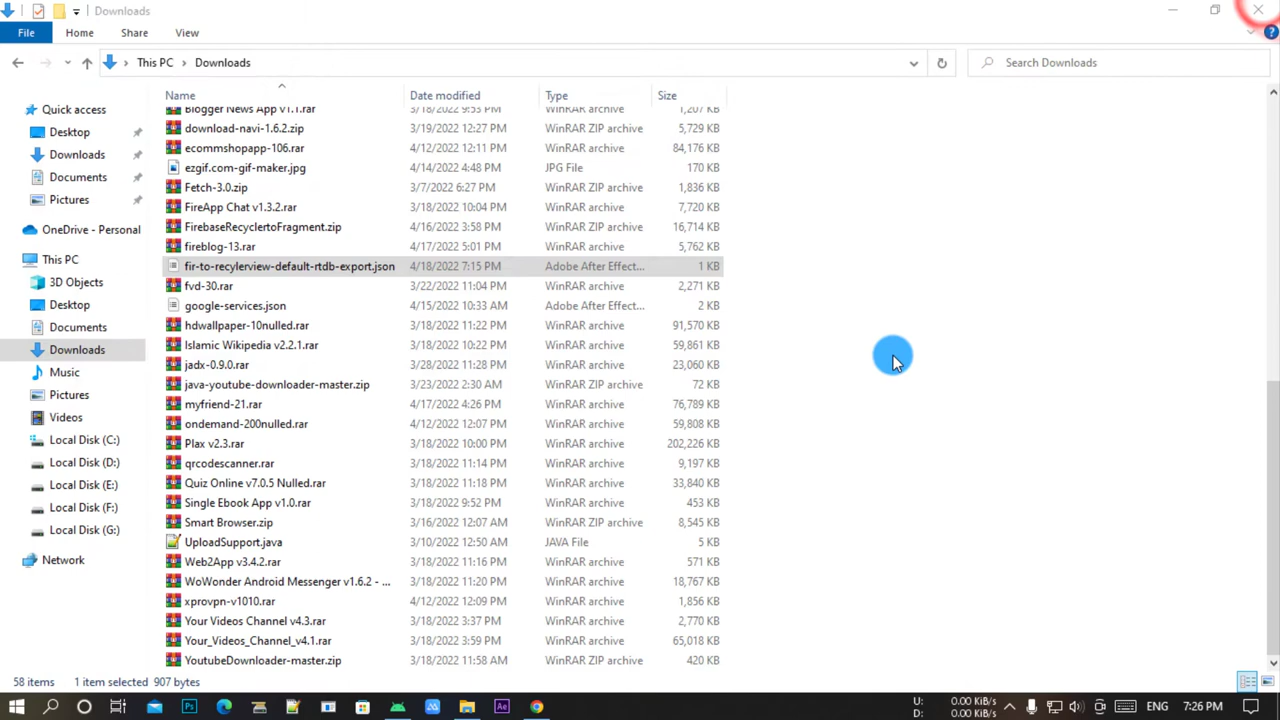 Downloads
File Home Share View
This PC Downloads Search Downloads
Name Date modified Type Size
Quick access
Desktop
Downloads
Documents
Pictures
OneDrive - Personal
This PC
3D Objects
Desktop
Documents
Downloads
Music
Pictures
Videos
Local Disk (C:)
Local Disk (D:)
Local Disk (E:)
Local Disk (F:)
Local Disk (G:)
Network
Blogger News App v1.1.rar 3/18/2022 9:53 PM WinRAR archive 1,207 KB
download-navi-1.6.2.zip 3/19/2022 12:27 PM WinRAR ZIP archive 5,729 KB
ecommshopapp-106.rar 4/12/2022 12:11 PM WinRAR archive 84,176 KB
ezgif.com-gif-maker.jpg 4/14/2022 4:48 PM JPG File 170 KB
Fetch-3.0.zip 3/7/2022 6:27 PM WinRAR ZIP archive 1,836 KB
FireApp Chat v1.3.2.rar 3/18/2022 10:04 PM WinRAR archive 7,720 KB
FirebaseRecyclertoFragment.zip 4/16/2022 3:58 PM WinRAR ZIP archive 16,714 KB
fireblog-13.rar 4/17/2022 5:01 PM WinRAR archive 5,762 KB
fir-to-recylerview-default-rtdb-export.json 4/18/2022 7:15 PM Adobe After Effect... 1 KB
fvd-30.rar 3/22/2022 11:04 PM WinRAR archive 2,271 KB
google-services.json 4/15/2022 10:33 AM Adobe After Effect... 2 KB
hdwallpaper-10nulled.rar 3/18/2022 11:22 PM WinRAR archive 91,570 KB
Islamic Wikipedia v2.2.1.rar 3/18/2022 10:22 PM WinRAR archive 59,861 KB
jadx-0.9.0.rar 3/28/2022 11:28 PM WinRAR archive 23,060 KB
java-youtube-downloader-master.zip 3/23/2022 2:30 AM WinRAR ZIP archive 72 KB
myfriend-21.rar 4/17/2022 4:26 PM WinRAR archive 76,789 KB
ondemand-200nulled.rar 4/12/2022 12:07 PM WinRAR archive 59,808 KB
Plax v2.3.rar 3/18/2022 10:00 PM WinRAR archive 202,226 KB
qrcodescanner.rar 3/18/2022 11:14 PM WinRAR archive 9,197 KB
Quiz Online v7.0.5 Nulled.rar 3/18/2022 11:18 PM WinRAR archive 33,840 KB
Single Ebook App v1.0.rar 3/18/2022 9:52 PM WinRAR archive 453 KB
Smart Browser.zip 3/16/2022 12:07 AM WinRAR ZIP archive 8,545 KB
UploadSupport.java 3/10/2022 12:50 AM JAVA File 5 KB
Web2App v3.4.2.rar 3/18/2022 11:16 PM WinRAR archive 571 KB
WoWonder Android Messenger v1.6.2 - ... 3/18/2022 11:20 PM WinRAR archive 18,767 KB
xprovpn-v1010.rar 4/12/2022 12:09 PM WinRAR archive 1,856 KB
Your Videos Channel v4.3.rar 3/18/2022 3:37 PM WinRAR archive 2,770 KB
Your_Videos_Channel_v4.1.rar 3/18/2022 3:59 PM WinRAR archive 65,018 KB
YoutubeDownloader-master.zip 3/18/2022 11:58 AM WinRAR ZIP archive 420 KB
58 items 1 item selected 907 bytes
Ps Ae U: 0.00 KiB/s
D: 0.00 KiB/s ENG 7:26 PM